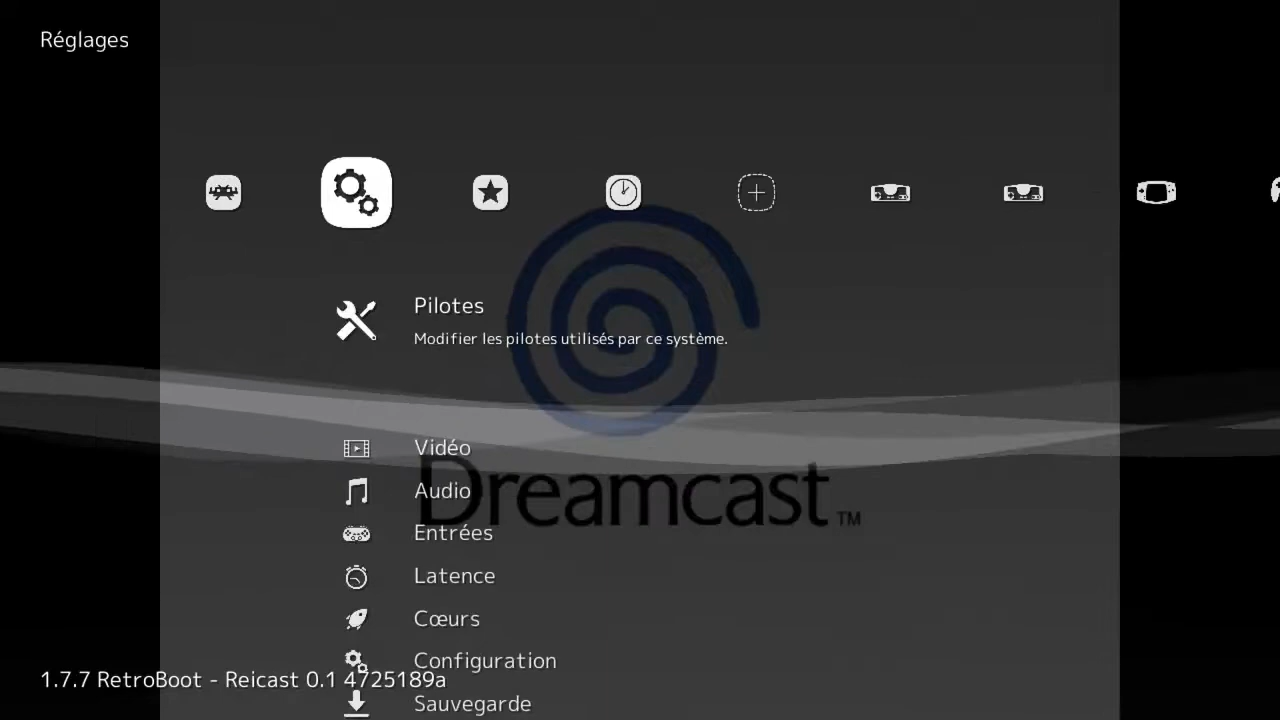 Réglages
Pilotes
Modifier les pilotes utilisés par ce système.
Vidéo
Dreamcast™
Audio
Entrées
Latence
Cœurs
Configuration
1.7.7 RetroBoot - Reicast 0.1 4725189a
Sauvegarde